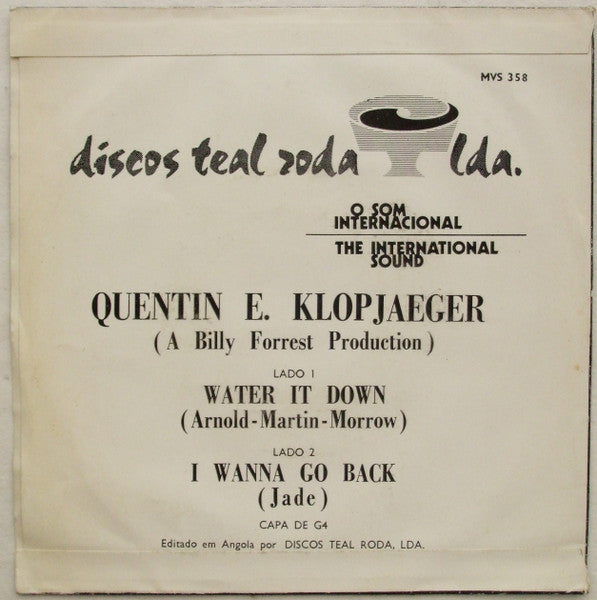 MVS 358
discos teal roda lda.
O SOM
INTERNACIONAL
THE INTERNATIONAL
SOUND
QUENTIN E. KLOPJAEGER
(A Billy Forrest Production)
LADO 1
WATER IT DOWN
(Arnold-Martin-Morrow)
LADO 2
I WANNA GO BACK
(Jade)
CAPA DE G4
Editado em Angola por DISCOS TEAL RODA, LDA.